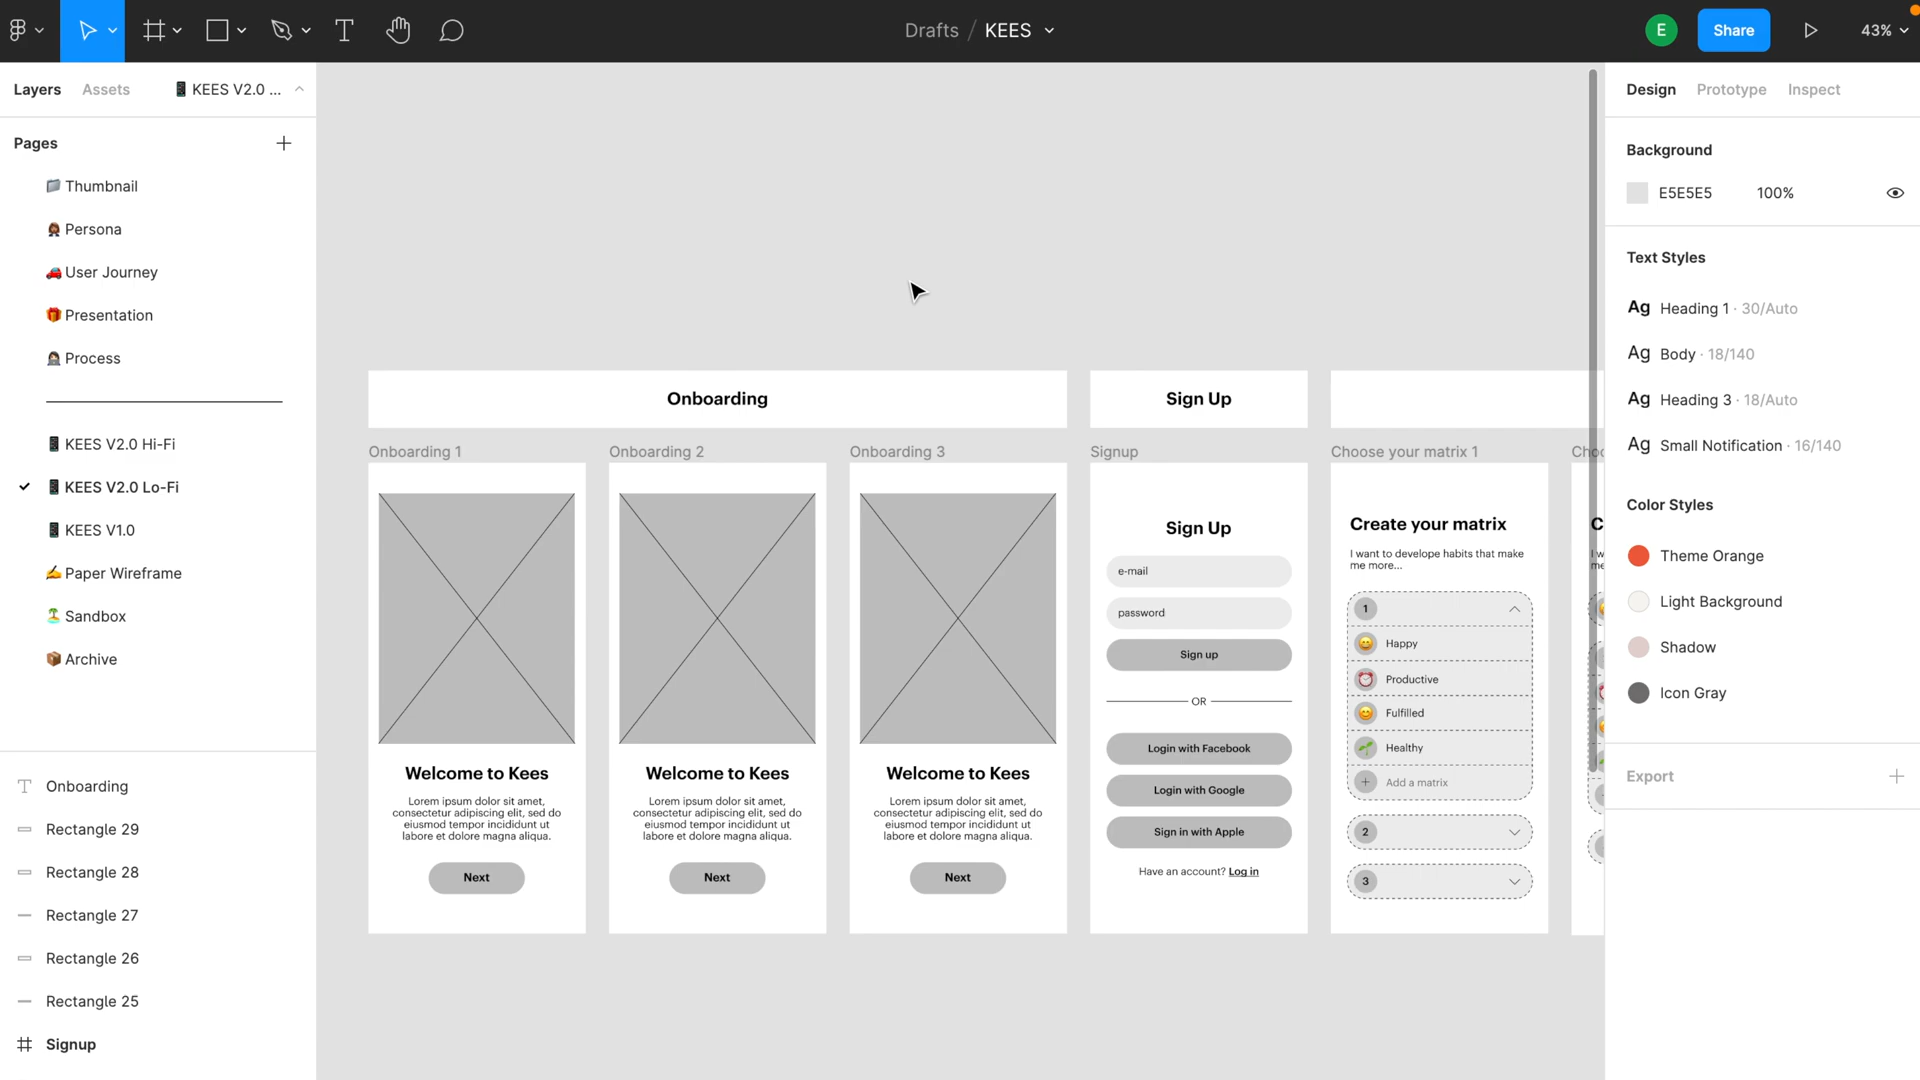 Drafts / KEES
E
Share
43%
Layers
Assets
KEES V2.0 ...
Pages
Thumbnail
Persona
User Journey
Presentation
Process
KEES V2.0 Hi-Fi
KEES V2.0 Lo-Fi
KEES V1.0
Paper Wireframe
Sandbox
Archive
Onboarding
Rectangle 29
Rectangle 28
Rectangle 27
Rectangle 26
Rectangle 25
Signup
Onboarding
Onboarding 1
Welcome to Kees
Lorem ipsum dolor sit amet,
consectetur adipiscing elit, sed do
eiusmod tempor incididunt ut
labore et dolore magna aliqua.
Next
Onboarding 2
Welcome to Kees
Lorem ipsum dolor sit amet,
consectetur adipiscing elit, sed do
eiusmod tempor incididunt ut
labore et dolore magna aliqua.
Next
Onboarding 3
Welcome to Kees
Lorem ipsum dolor sit amet,
consectetur adipiscing elit, sed do
eiusmod tempor incididunt ut
labore et dolore magna aliqua.
Next
Sign Up
Signup
Sign Up
e-mail
password
Sign up
OR
Login with Facebook
Login with Google
Sign in with Apple
Have an account? Log in
Choose your matrix 1
Create your matrix
I want to develope habits that make
me more...
1
Happy
Productive
Fulfilled
Healthy
Add a matrix
2
3
Design
Prototype
Inspect
Background
E5E5E5
100%
Text Styles
Ag Heading 1 · 30/Auto
Ag Body · 18/140
Ag Heading 3 · 18/Auto
Ag Small Notification · 16/140
Color Styles
Theme Orange
Light Background
Shadow
Icon Gray
Export